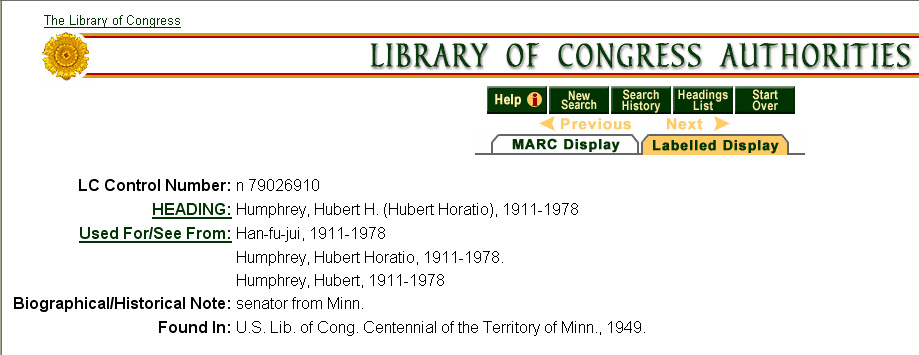 The Library of Congress
LIBRARY OF CONGRESS AUTHORITIES
Help i New Search Search History Headings List Start Over
Previous Next
MARC Display Labelled Display
LC Control Number: n 79026910
HEADING: Humphrey, Hubert H. (Hubert Horatio), 1911-1978
Used For/See From: Han-fu-jui, 1911-1978
Humphrey, Hubert Horatio, 1911-1978.
Humphrey, Hubert, 1911-1978
Biographical/Historical Note: senator from Minn.
Found In: U.S. Lib. of Cong. Centennial of the Territory of Minn., 1949.